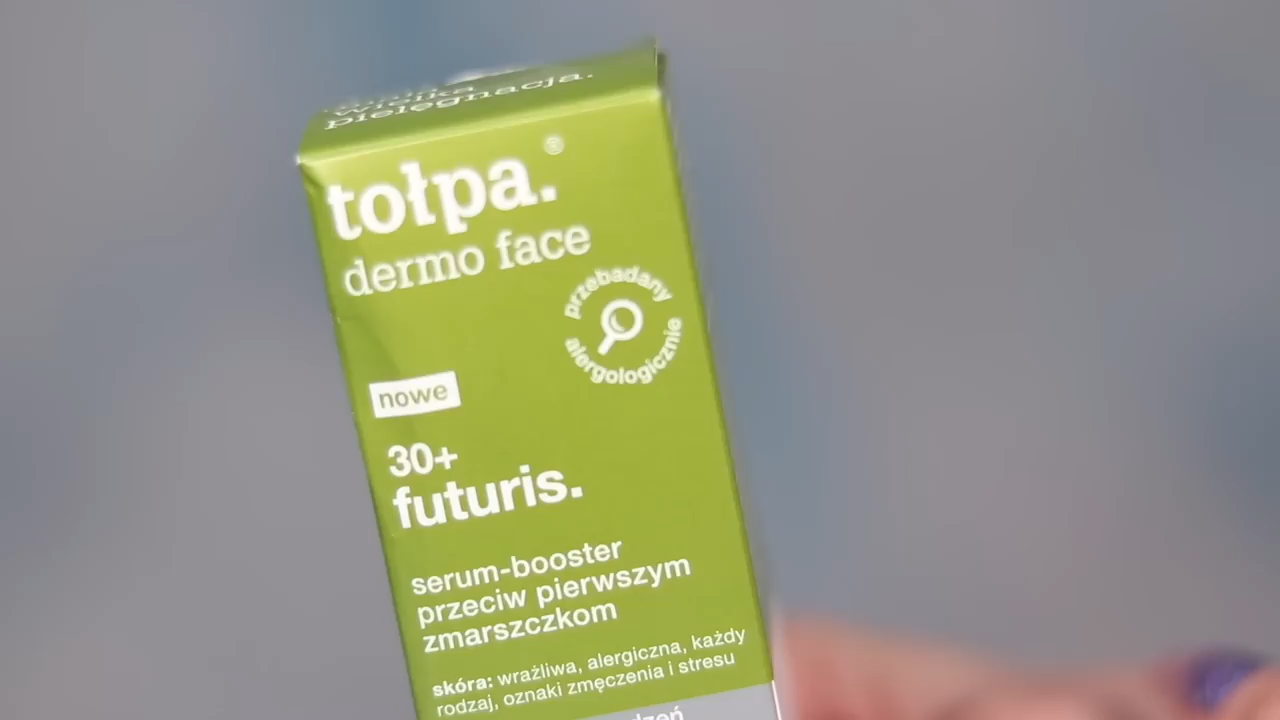 wielka
pielęgnacja.
tołpa.®
dermo face
przebadany
alergologicznie
nowe
30+
futuris.
serum-booster
przeciw pierwszym
zmarszczkom
skóra: wrażliwa, alergiczna, każdy
rodzaj, oznaki zmęczenia i stresu